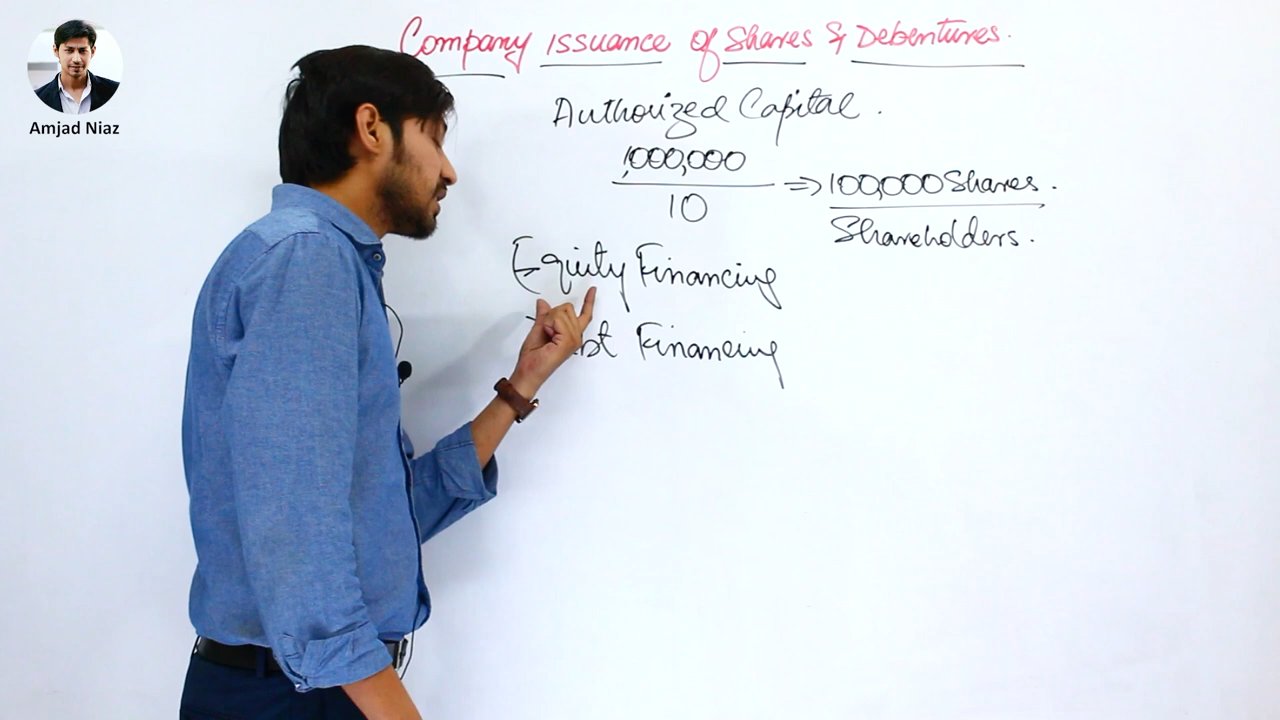 Amjad Niaz
Company issuance of Shares & Debentures.
Authorized Capital.
1,000,000
10
=> 100,000 Shares.
Shareholders.
Equity Financing
Financing